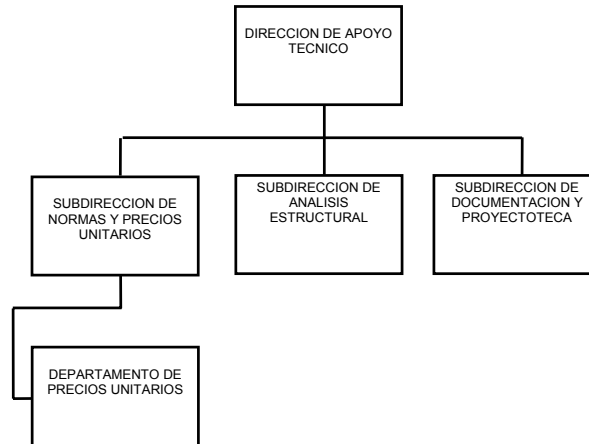 DIRECCION DE APOYO
TECNICO
SUBDIRECCION DE
NORMAS Y PRECIOS
UNITARIOS
SUBDIRECCION DE
ANALISIS
ESTRUCTURAL
SUBDIRECCION DE
DOCUMENTACION Y
PROYECTOTECA
DEPARTAMENTO DE
PRECIOS UNITARIOS